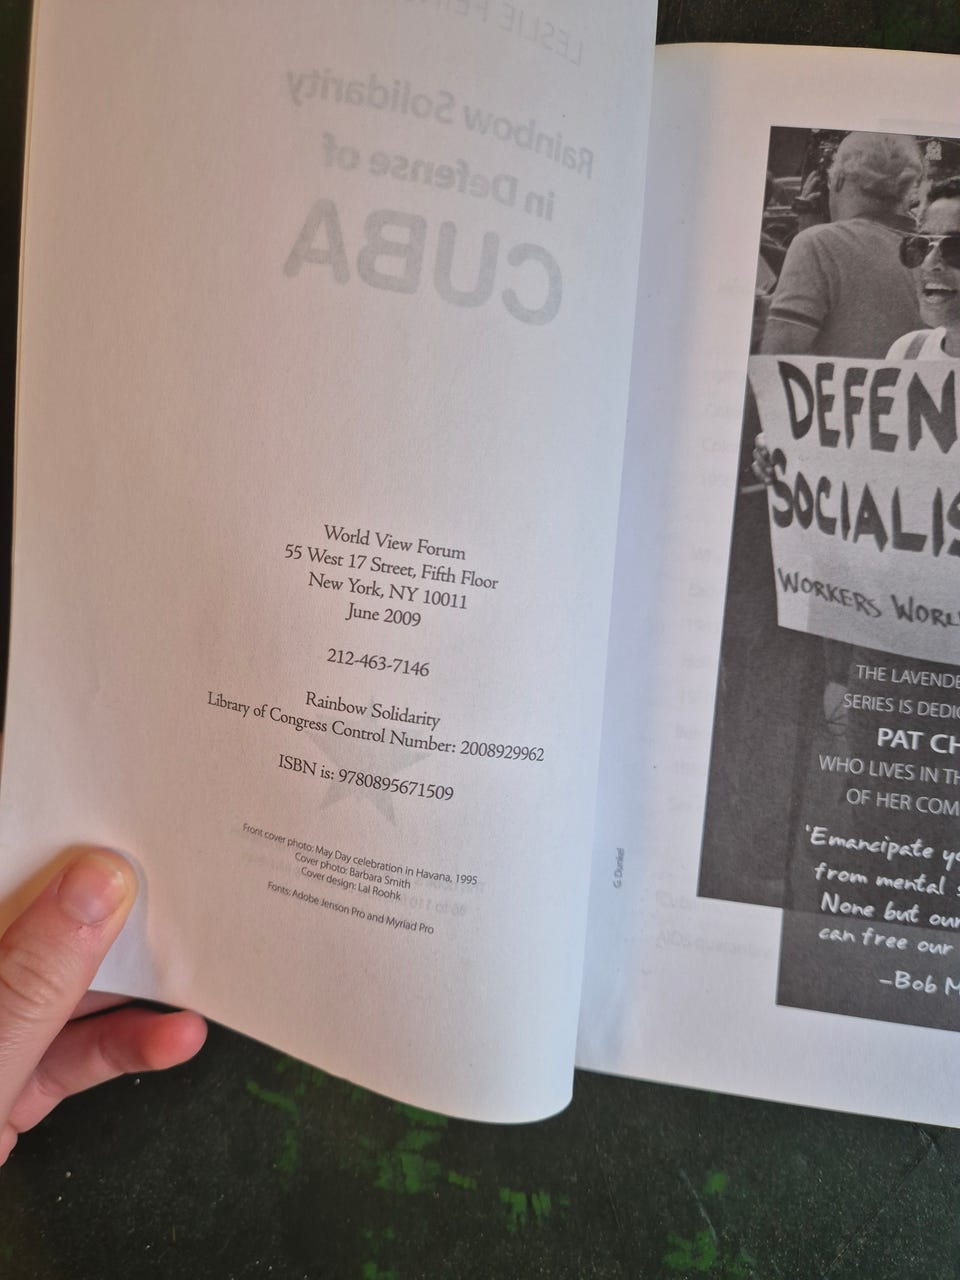 LESLIE
Rainbow Solidarity
in Defense of
CUBA
World View Forum
55 West 17 Street, Fifth Floor
New York, NY 10011
June 2009
212-463-7146
Rainbow Solidarity
Library of Congress Control Number: 2008929962
ISBN is: 9780895671509
Front cover photo: May Day celebration in Havana, 1995
Cover photo: Barbara Smith
Cover design: Lal Roohk
Fonts: Adobe Jenson Pro and Myriad Pro
G. Dunkel
DEFEN
SOCIALIS
WORKERS WORL
THE LAVENDE
SERIES IS DEDIC
PAT CH
WHO LIVES IN TH
OF HER COM
'Emancipate yo
from mental s
None but our
can free our
–Bob M